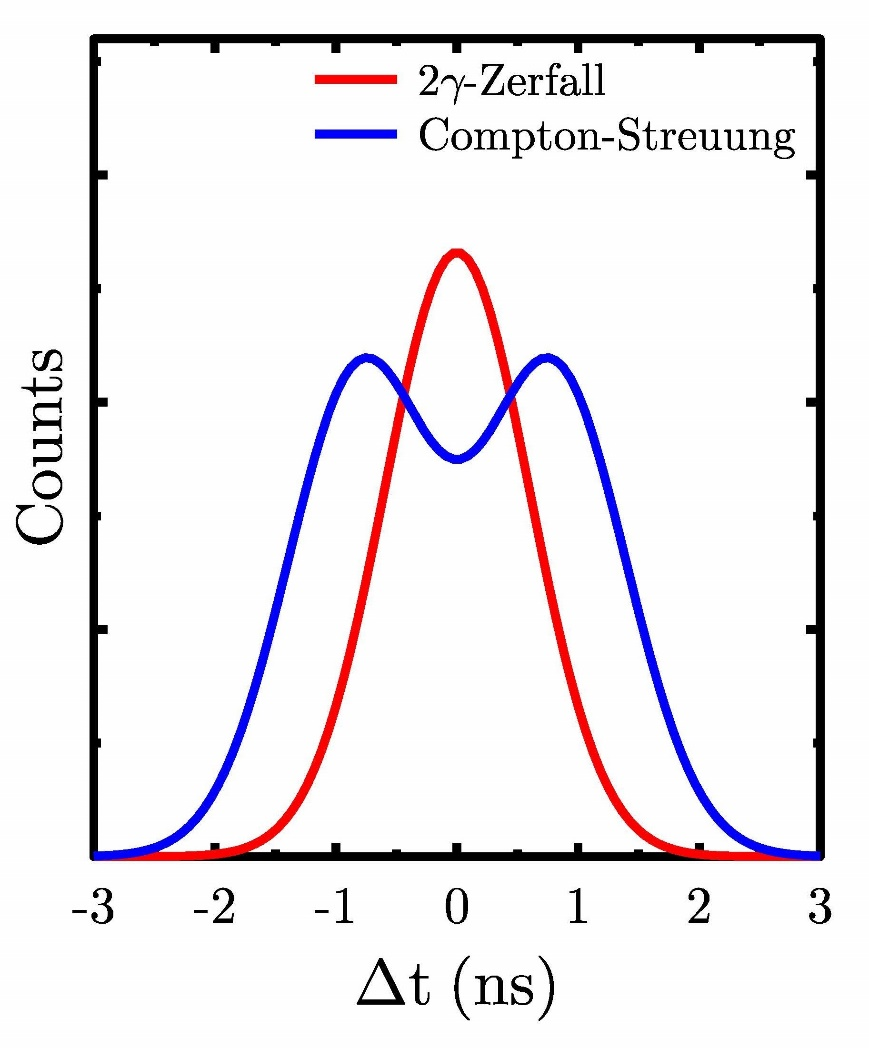 2γ-Zerfall
Compton-Streuung
Counts
-3 -2 -1 0 1 2 3
Δt (ns)